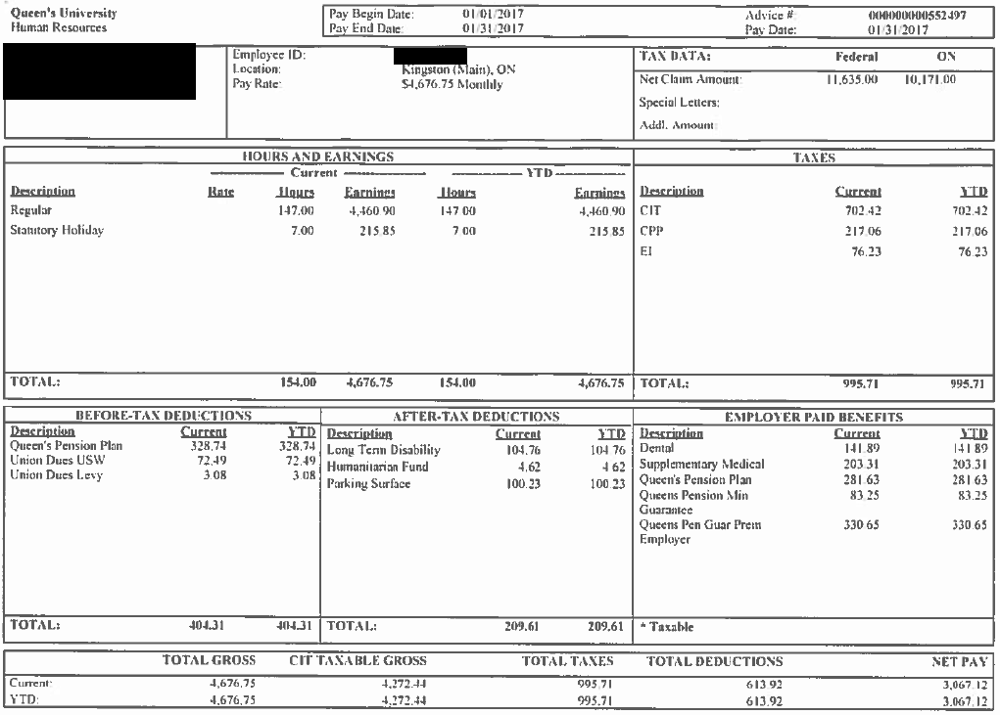 Queen's University
Human Resources
Pay Begin Date: 01/01/2017
Pay End Date: 01/31/2017
Advice #: 000000000552497
Pay Date: 01/31/2017
Employee ID:
Location: Kingston (Main), ON
Pay Rate: $4,676.75 Monthly
TAX DATA: Federal ON
Net Claim Amount: 11,635.00 10,171.00
Special Letters:
Addl. Amount:
HOURS AND EARNINGS
Current YTD
Description Rate Hours Earnings Hours Earnings
Regular 147.00 4,460.90 147.00 4,460.90
Statutory Holiday 7.00 215.85 7.00 215.85
TOTAL: 154.00 4,676.75 154.00 4,676.75
TAXES
Description Current YTD
CIT 702.42 702.42
CPP 217.06 217.06
EI 76.23 76.23
TOTAL: 995.71 995.71
BEFORE-TAX DEDUCTIONS
Description Current YTD
Queen's Pension Plan 328.74 328.74
Union Dues USW 72.49 72.49
Union Dues Levy 3.08 3.08
TOTAL: 404.31 404.31
AFTER-TAX DEDUCTIONS
Description Current YTD
Long Term Disability 104.76 104.76
Humanitarian Fund 4.62 4.62
Parking Surface 100.23 100.23
TOTAL: 209.61 209.61
EMPLOYER PAID BENEFITS
Description Current YTD
Dental 141.89 141.89
Supplementary Medical 203.31 203.31
Queen's Pension Plan 281.63 281.63
Queens Pension Min 83.25 83.25
Guarantee
Queens Pen Guar Prem 330.65 330.65
Employer
* Taxable
TOTAL GROSS CIT TAXABLE GROSS TOTAL TAXES TOTAL DEDUCTIONS NET PAY
Current: 4,676.75 4,272.44 995.71 613.92 3,067.12
YTD: 4,676.75 4,272.44 995.71 613.92 3,067.12